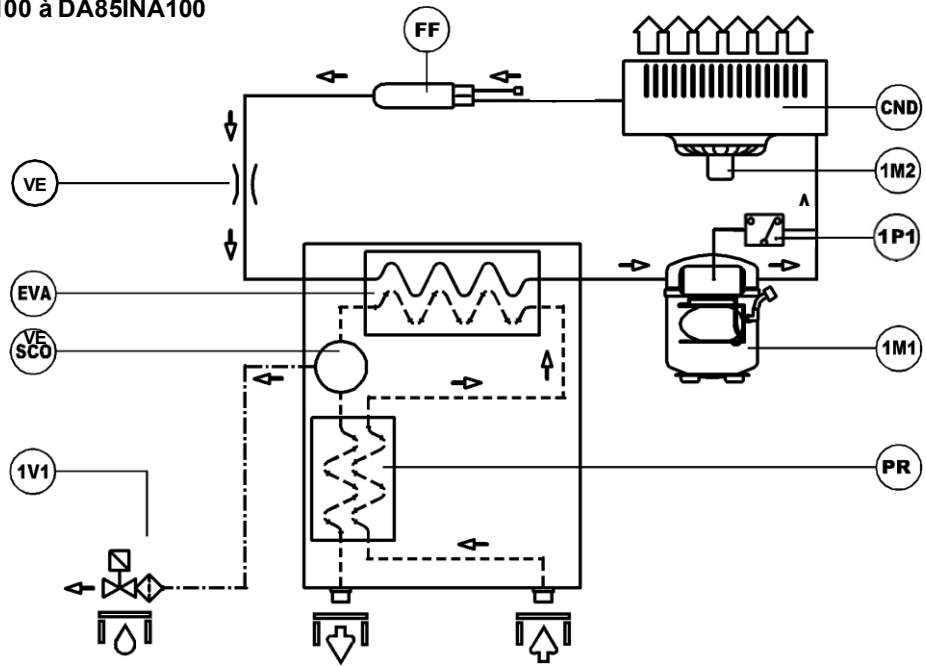 100 à DA85INA100
FF
CND
VE
1M2
1P1
EVA
VE
SCO
1M1
1V1
PR